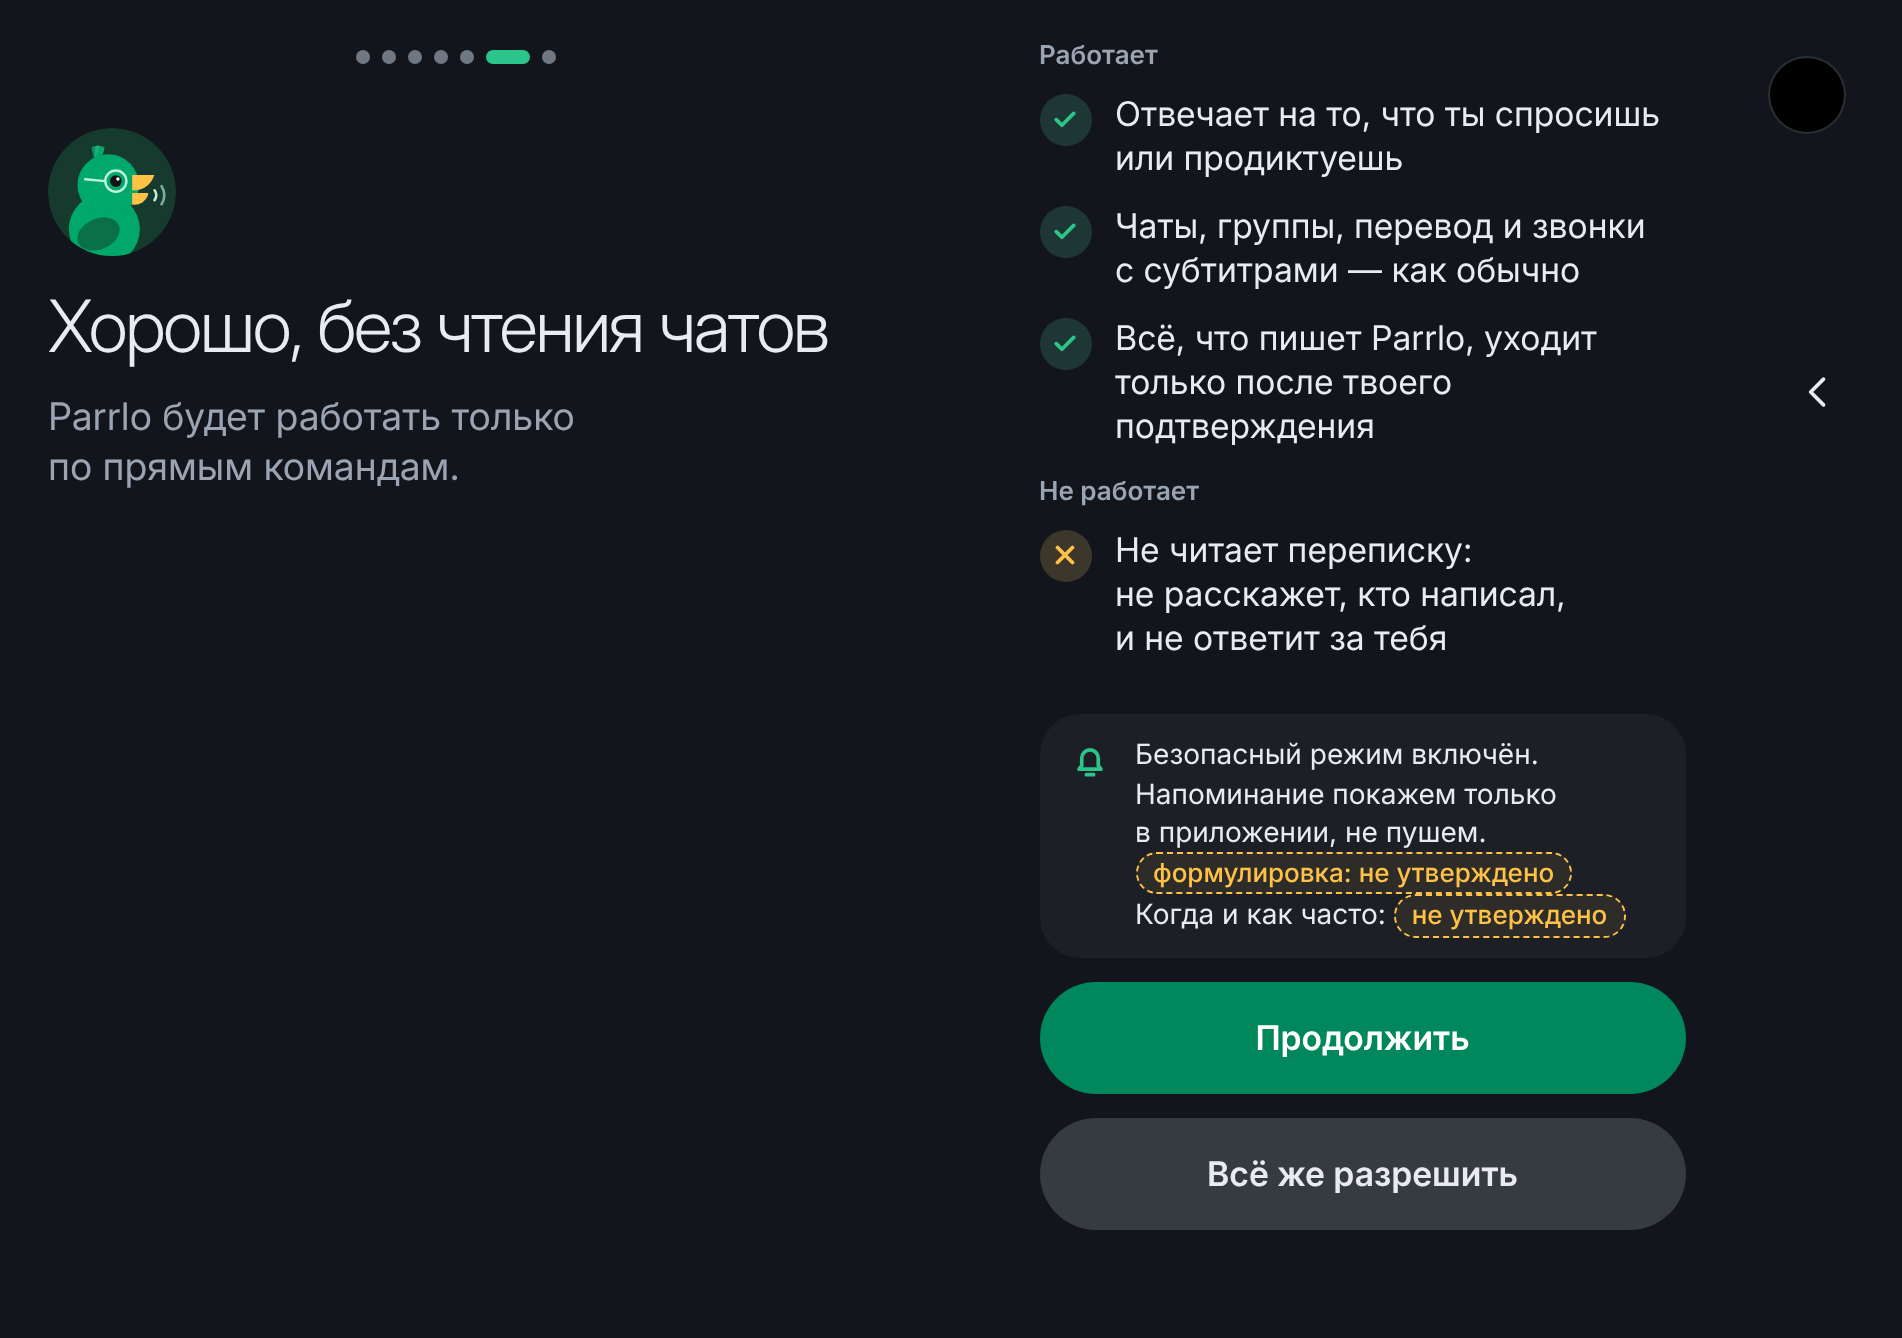 Хорошо, без чтения чатов
Parrlo будет работать только
по прямым командам.
Работает
Отвечает на то, что ты спросишь
или продиктуешь
Чаты, группы, перевод и звонки
с субтитрами — как обычно
Всё, что пишет Parrlo, уходит
только после твоего
подтверждения
Не работает
Не читает переписку:
не расскажет, кто написал,
и не ответит за тебя
Безопасный режим включён.
Напоминание покажем только
в приложении, не пушем.
формулировка: не утверждено
Когда и как часто: не утверждено
Продолжить
Всё же разрешить